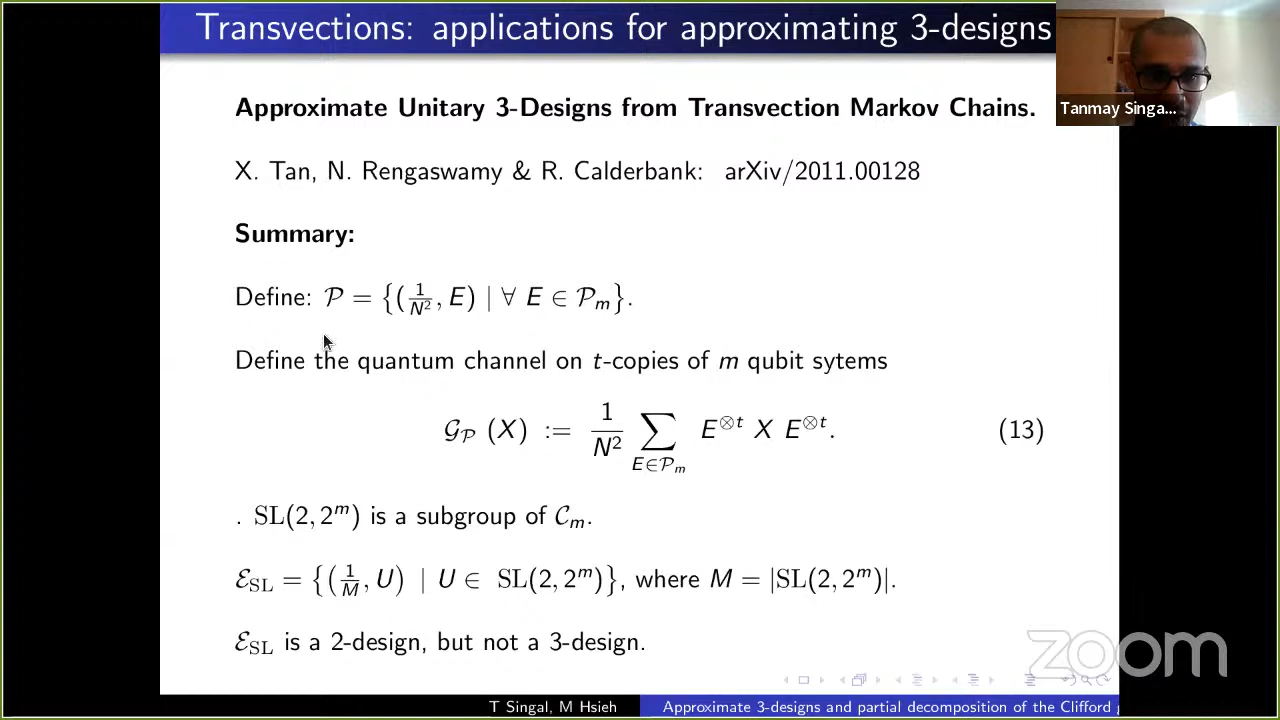 Transvections: applications for approximating 3-designs
Tanmay Singa...
Approximate Unitary 3-Designs from Transvection Markov Chains.
X. Tan, N. Rengaswamy & R. Calderbank: arXiv/2011.00128
Summary:
Define: 𝒫 = {(1/N², E) | ∀ E ∈ 𝒫ₘ}.
Define the quantum channel on t-copies of m qubit sytems
𝒢_𝒫 (X) := 1/N² ∑_{E∈𝒫ₘ} E^{⊗t} X E^{⊗t}. (13)
. SL(2, 2ᵐ) is a subgroup of 𝒞ₘ.
ℰ_SL = {(1/M, U) | U ∈ SL(2, 2ᵐ)}, where M = |SL(2, 2ᵐ)|.
ℰ_SL is a 2-design, but not a 3-design.
zoom
T Singal, M Hsieh
Approximate 3-designs and partial decomposition of the Clifford